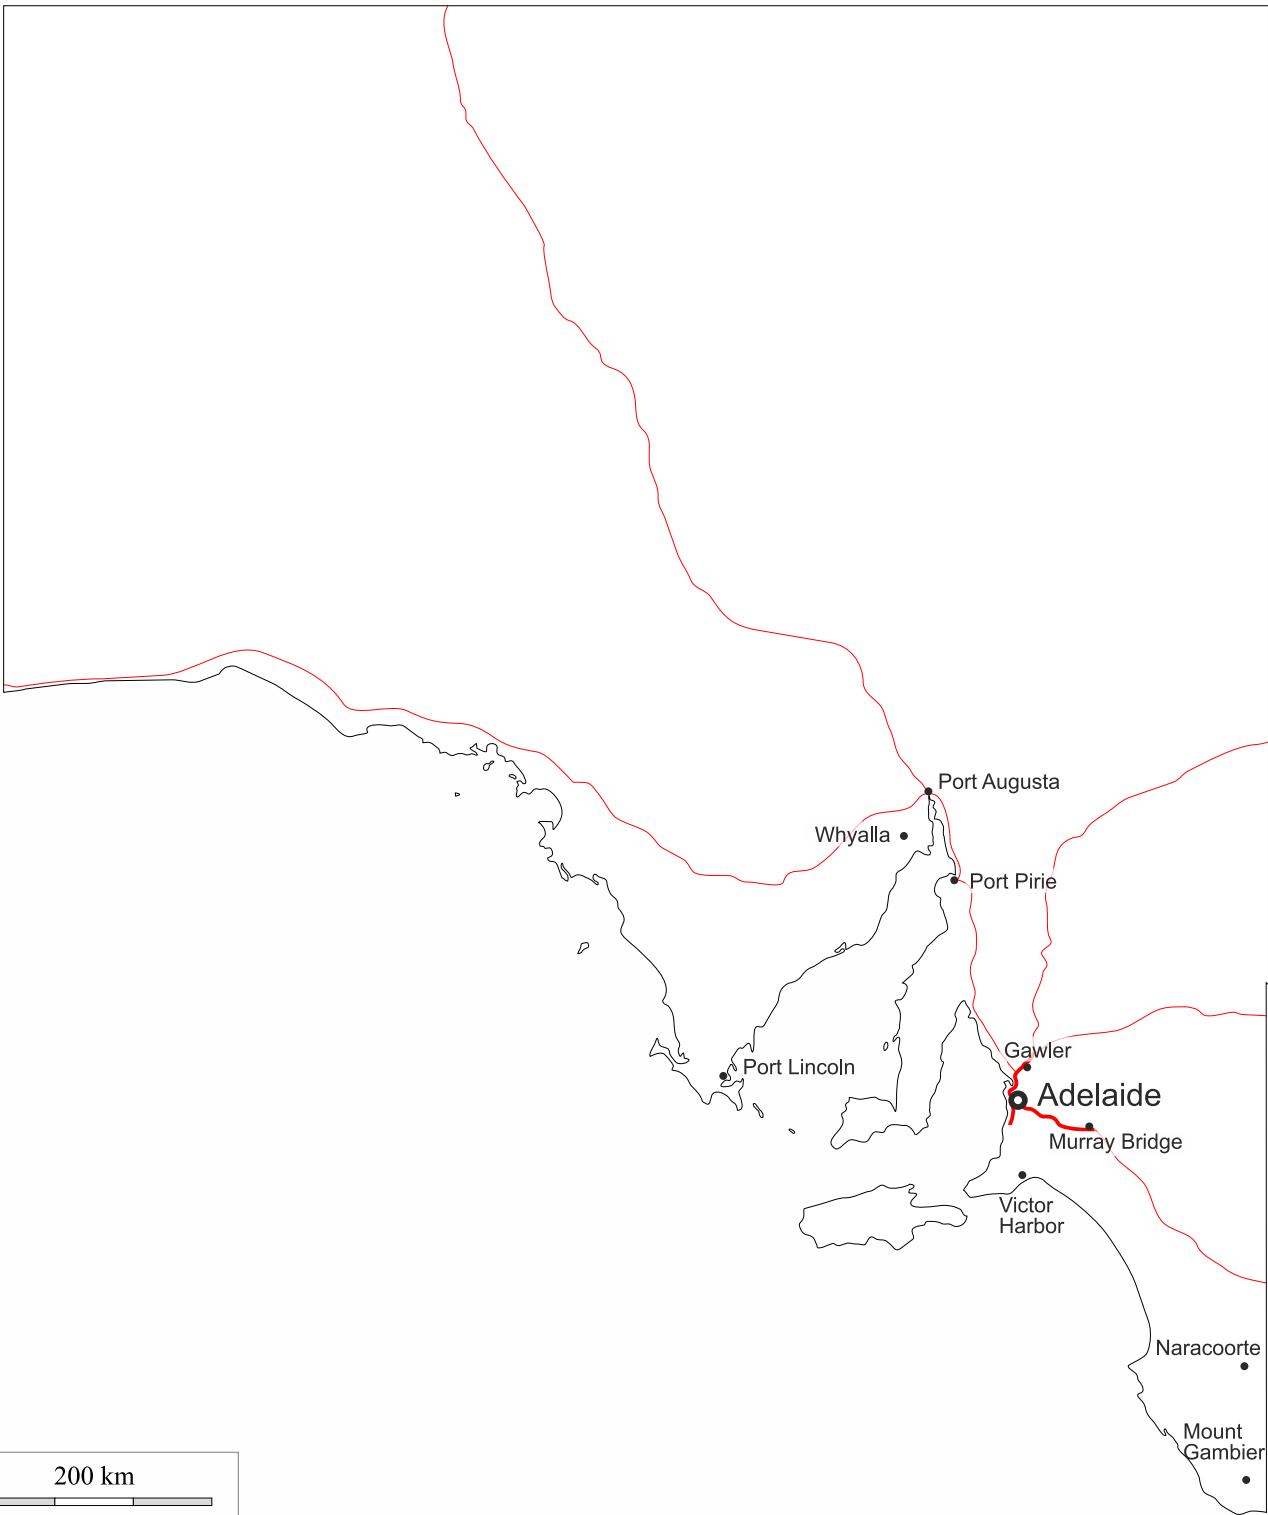 Port Augusta
Whyalla
Port Pirie
Gawler
Port Lincoln
Adelaide
Murray Bridge
Victor
Harbor
Naracoorte
Mount
Gambier
200 km